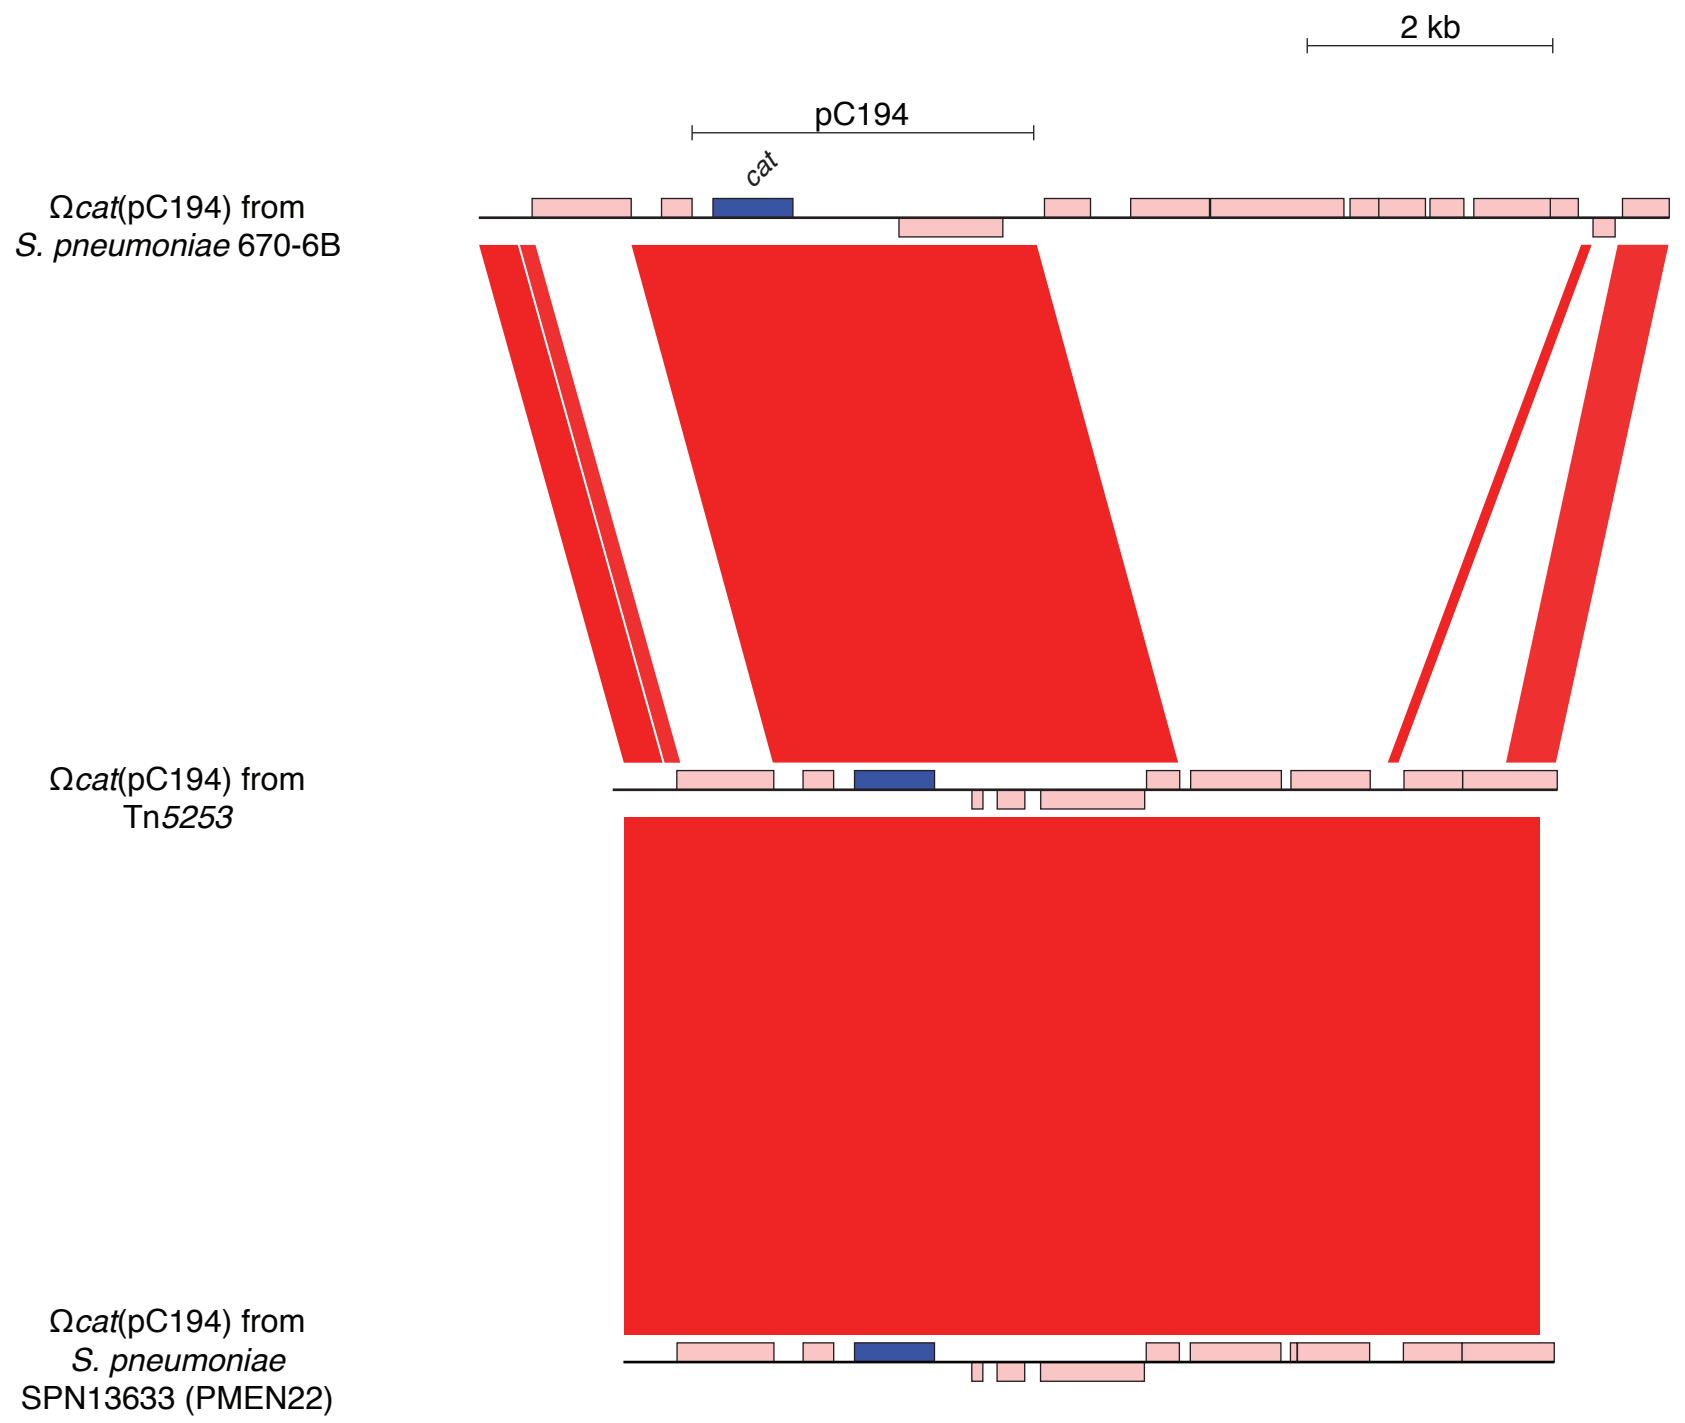 2 kb
pC194
cat
Ωcat(pC194) from
S. pneumoniae 670-6B
Ωcat(pC194) from
Tn5253
Ωcat(pC194) from
S. pneumoniae
SPN13633 (PMEN22)